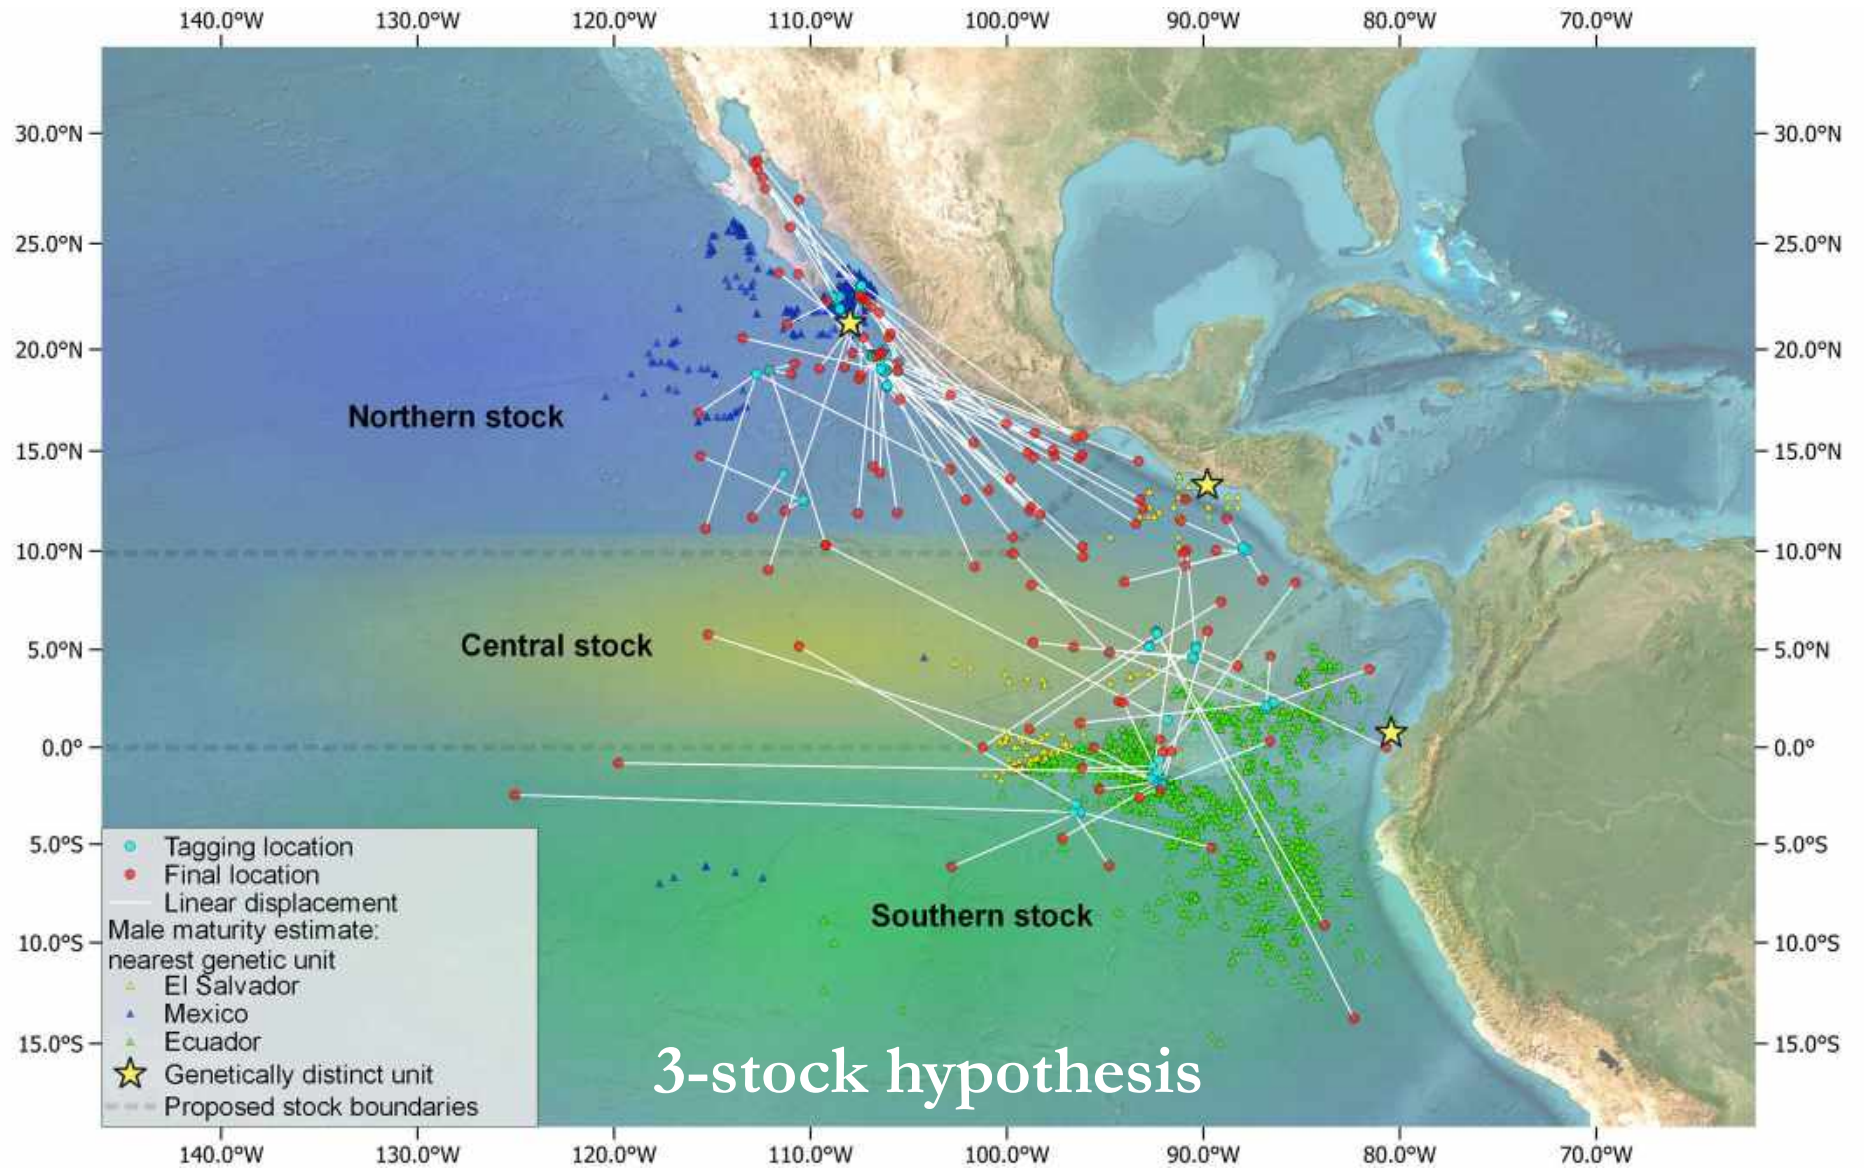 140.0°W 130.0°W 120.0°W 110.0°W 100.0°W 90.0°W 80.0°W 70.0°W
30.0°N 30.0°N
25.0°N 25.0°N
20.0°N 20.0°N
Northern stock
15.0°N 15.0°N
10.0°N 10.0°N
Central stock
5.0°N 5.0°N
0.0° 0.0°
5.0°S 5.0°S
Tagging location
Final location
Linear displacement
Male maturity estimate:
nearest genetic unit
El Salvador
Mexico
Ecuador
Genetically distinct unit
Proposed stock boundaries
Southern stock
10.0°S 10.0°S
15.0°S 15.0°S
3-stock hypothesis
140.0°W 130.0°W 120.0°W 110.0°W 100.0°W 90.0°W 80.0°W 70.0°W